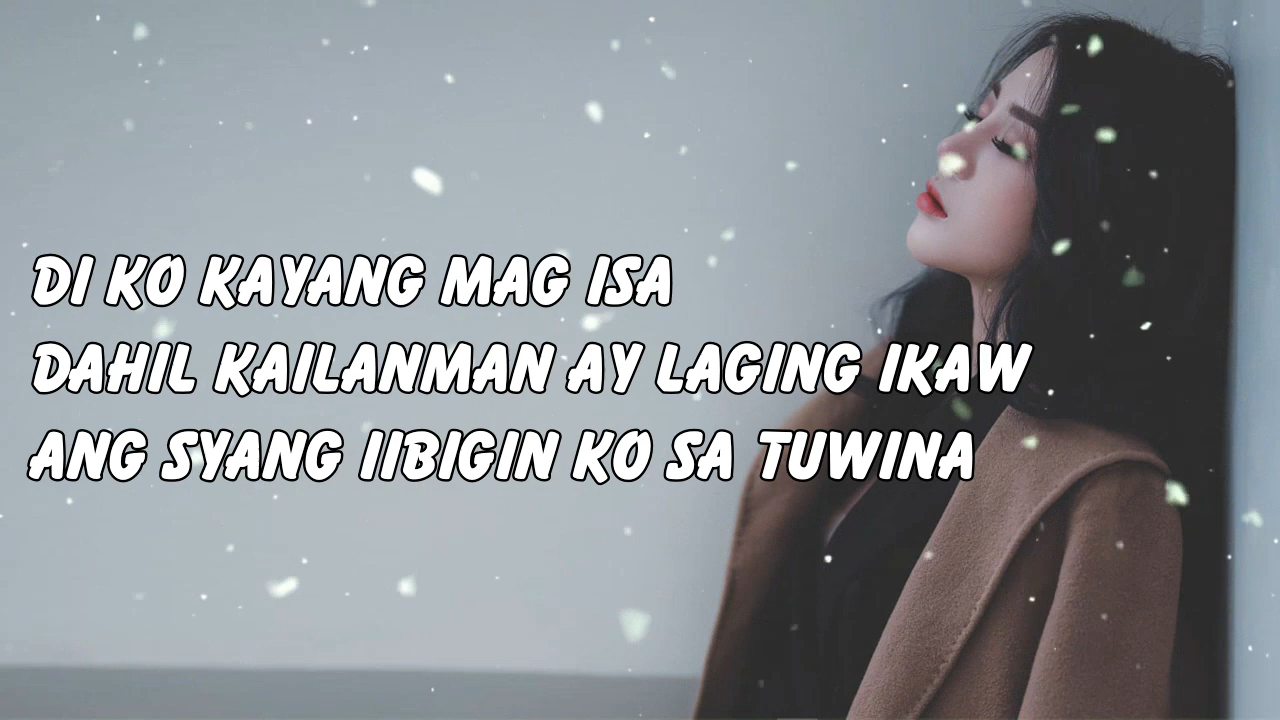 DI KO KAYANG MAG ISA
DAHIL KAILANMAN AY LAGING IKAW
ANG SYANG IIBIGIN KO SA TUWINA